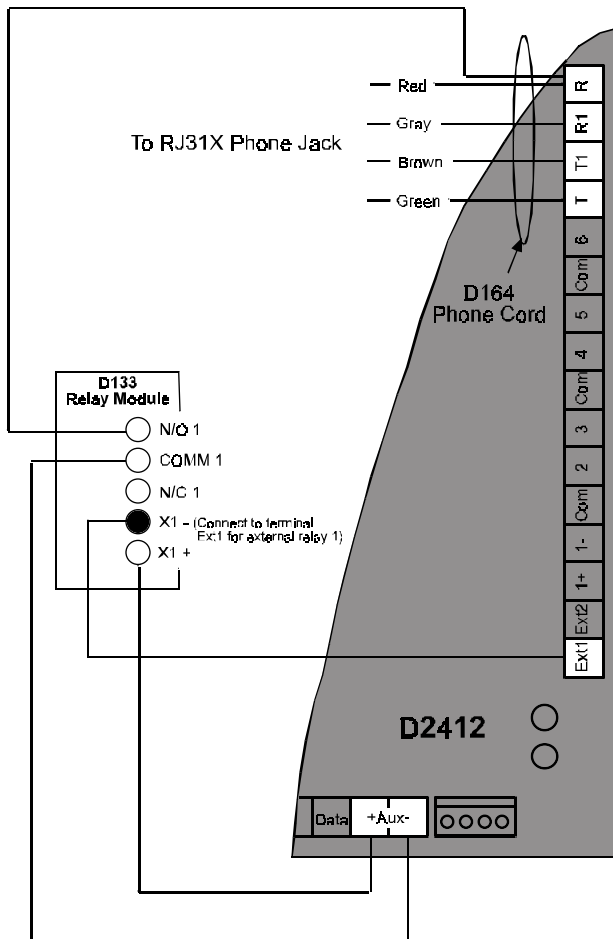 Red
Gray
To RJ31X Phone Jack
Brown
Green
D164
Phone Cord
R
R1
T1
T
6
Com
5
4
Com
3
2
Com
1-
1+
Ext2
Ext1
D133
Relay Module
N/O 1
COMM 1
N/C 1
X1 – (Connect to terminal
Ext1 for external relay 1)
X1 +
D2412
Data
+Aux-